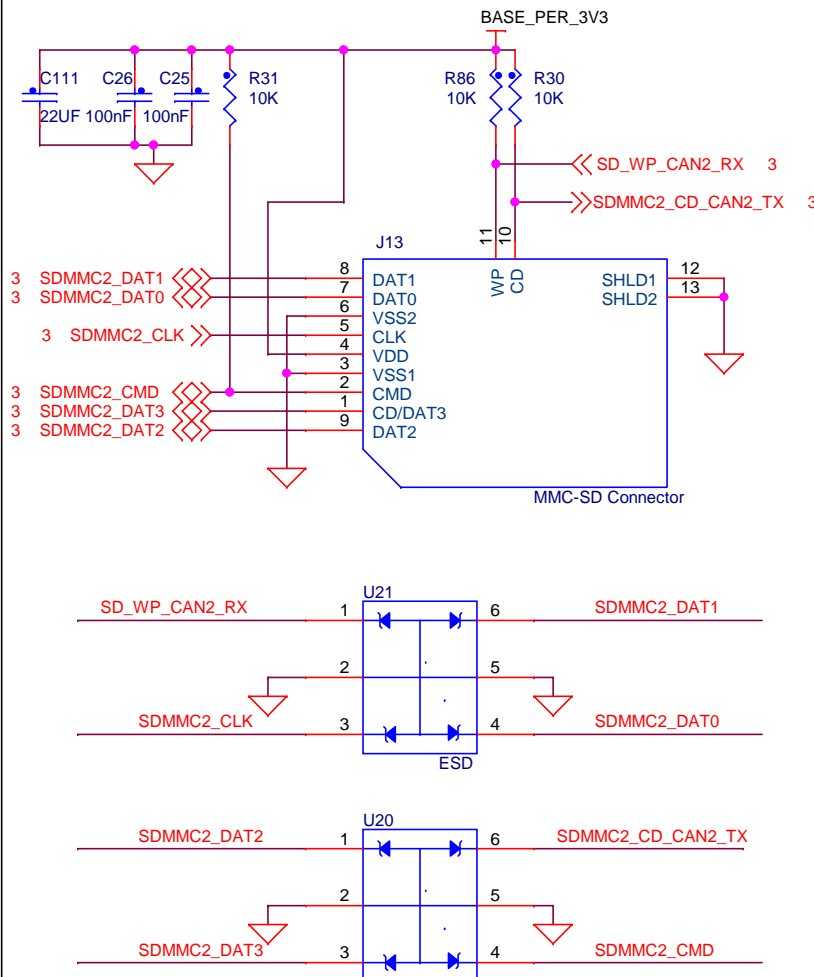 BASE_PER_3V3
C111 C26 C25 R31 R86 R30
22UF 100nF 100nF 10K 10K 10K
SD_WP_CAN2_RX 3
SDMMC2_CD_CAN2_TX 3
J13
11 10
WP CD
3 SDMMC2_DAT1 8 DAT1 SHLD1 12
3 SDMMC2_DAT0 7 DAT0 SHLD2 13
6 VSS2
3 SDMMC2_CLK 5 CLK
4 VDD
3 VSS1
3 SDMMC2_CMD 2 CMD
3 SDMMC2_DAT3 1 CD/DAT3
3 SDMMC2_DAT2 9 DAT2
MMC-SD Connector
U21
SD_WP_CAN2_RX 1 6 SDMMC2_DAT1
2 5
SDMMC2_CLK 3 4 SDMMC2_DAT0
ESD
U20
SDMMC2_DAT2 1 6 SDMMC2_CD_CAN2_TX
2 5
SDMMC2_DAT3 3 4 SDMMC2_CMD